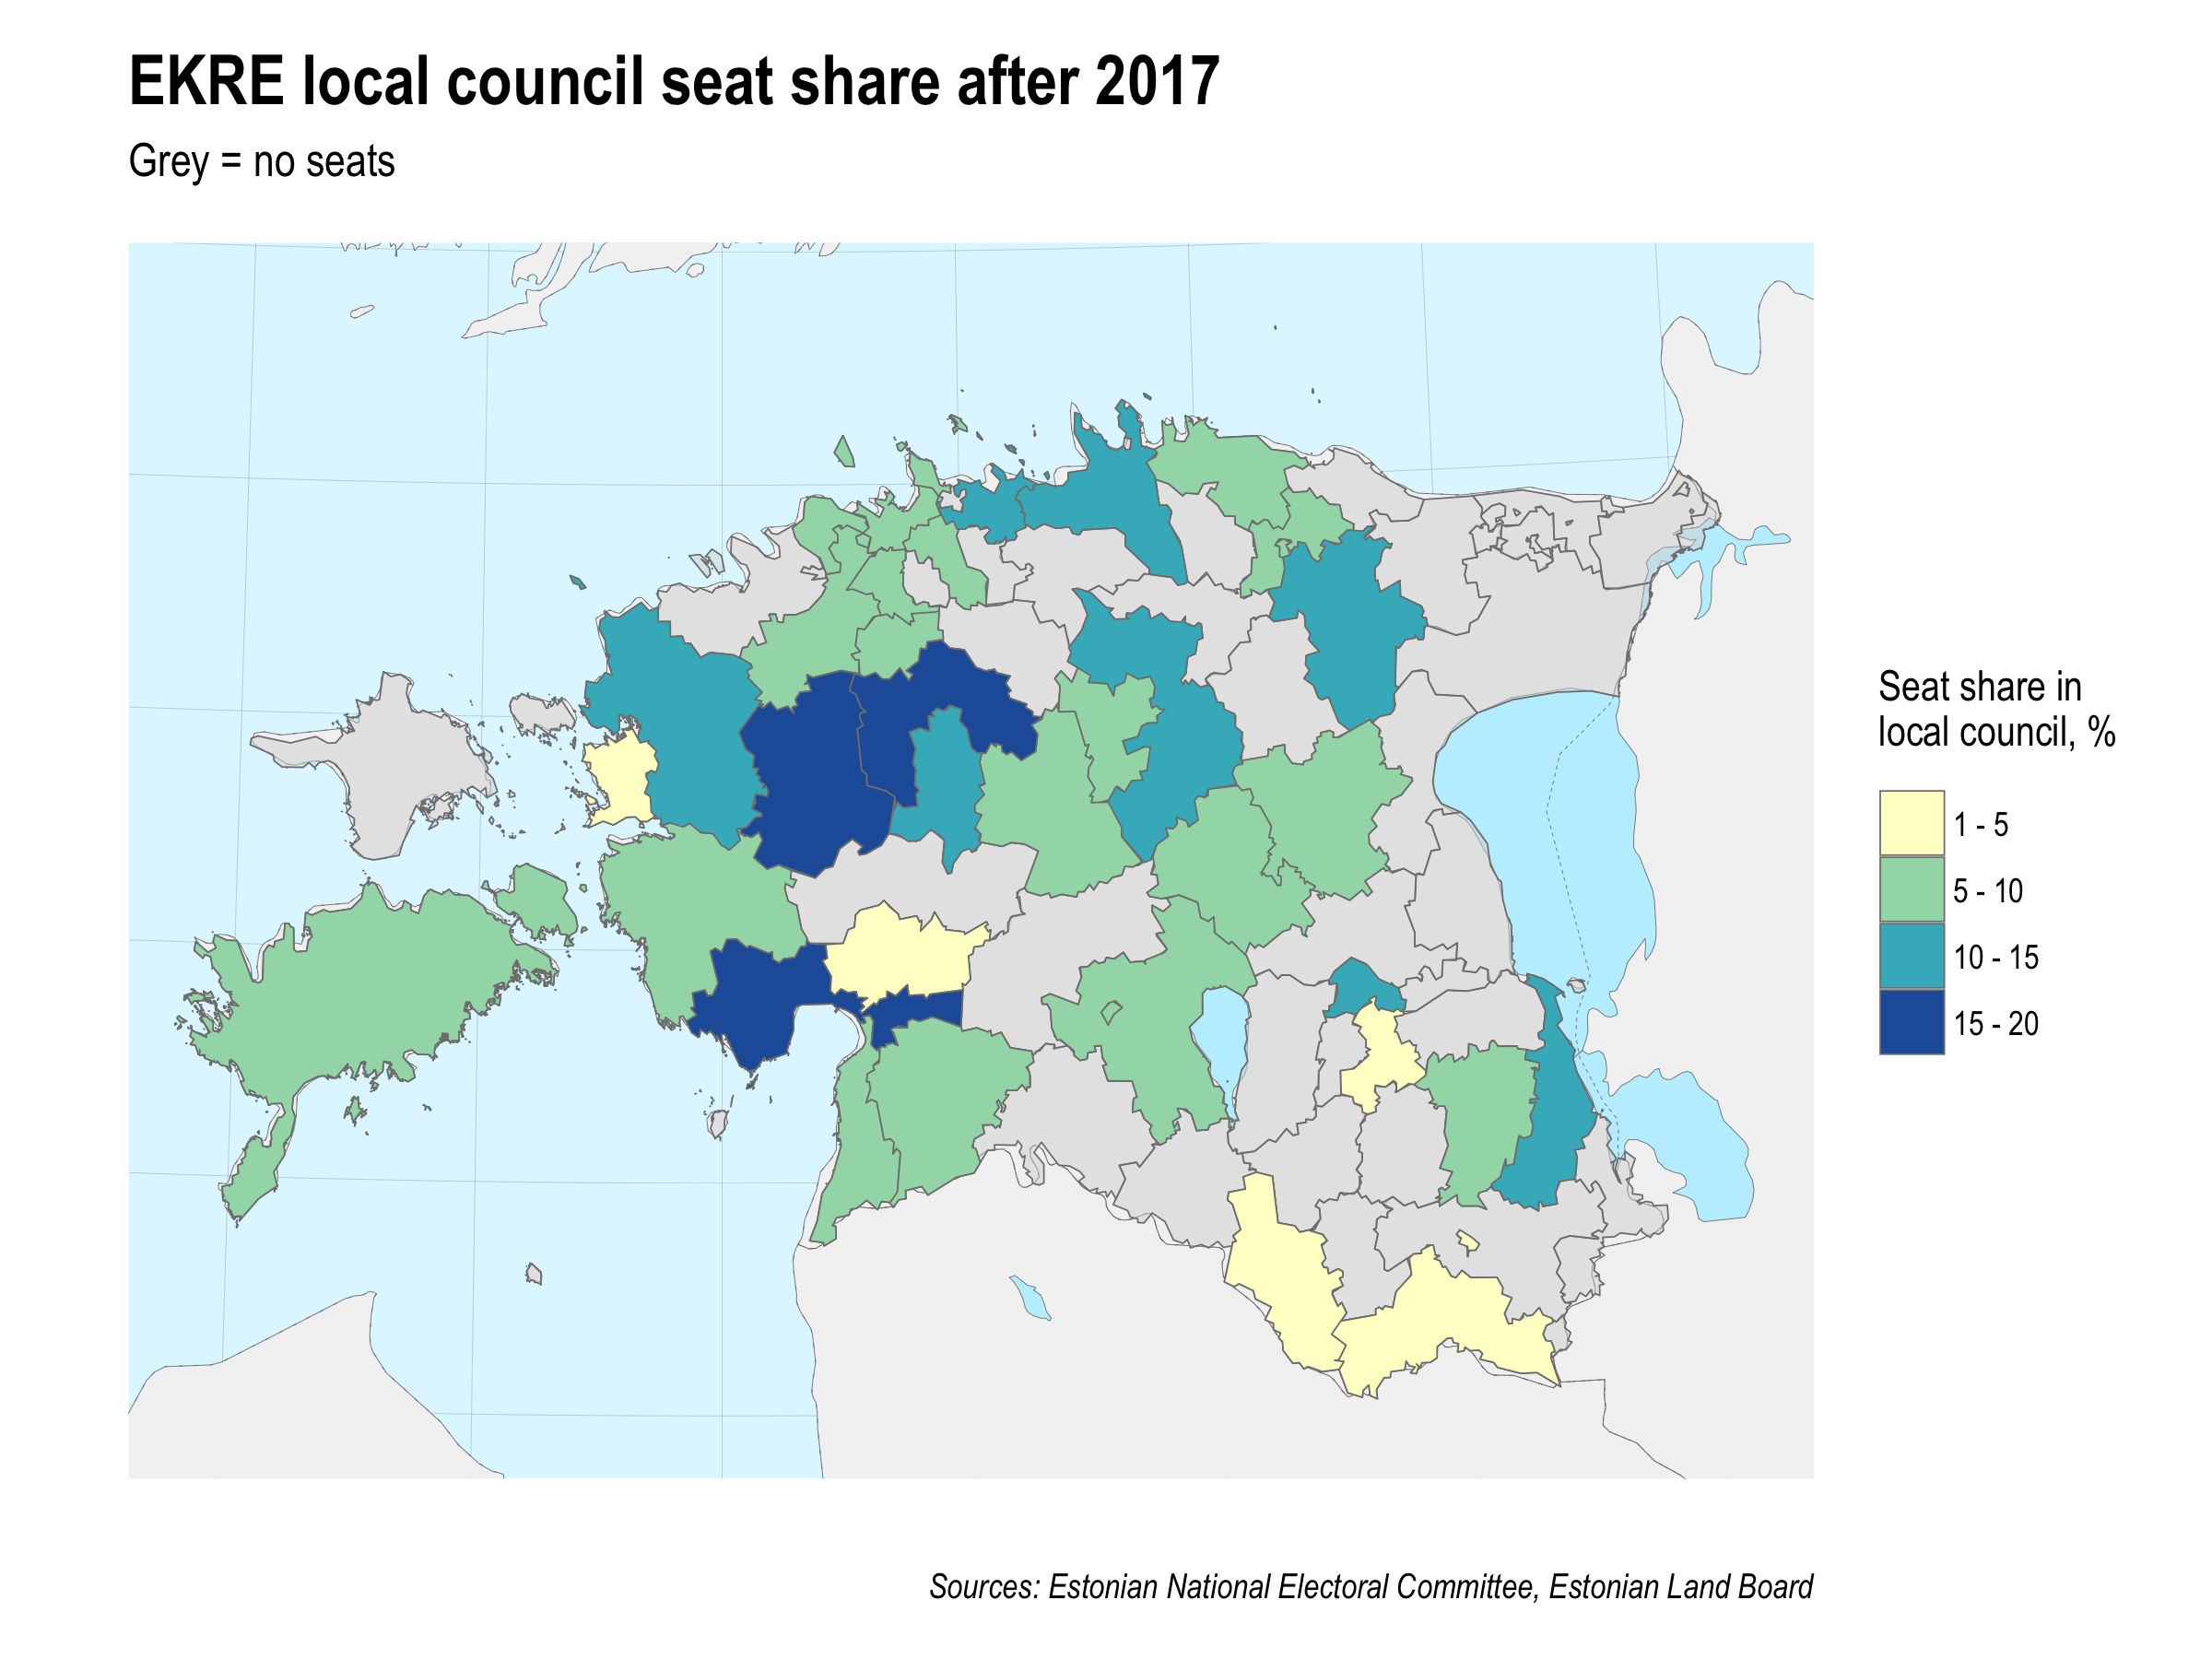 EKRE local council seat share after 2017
Grey = no seats
Seat share in
local council, %
1 - 5
5 - 10
10 - 15
15 - 20
Sources: Estonian National Electoral Committee, Estonian Land Board